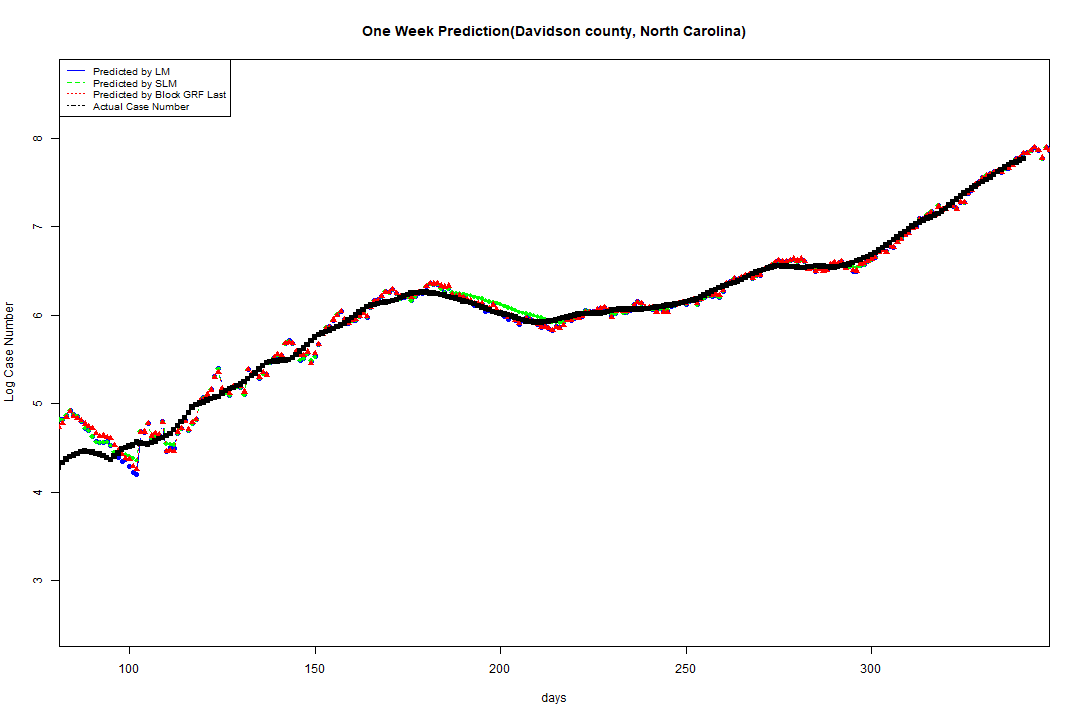 One Week Prediction(Davidson county, North Carolina)
Predicted by LM
Predicted by SLM
Predicted by Block GRF Last
Actual Case Number
8
7
6
5
4
3
Log Case Number
100 150 200 250 300
days